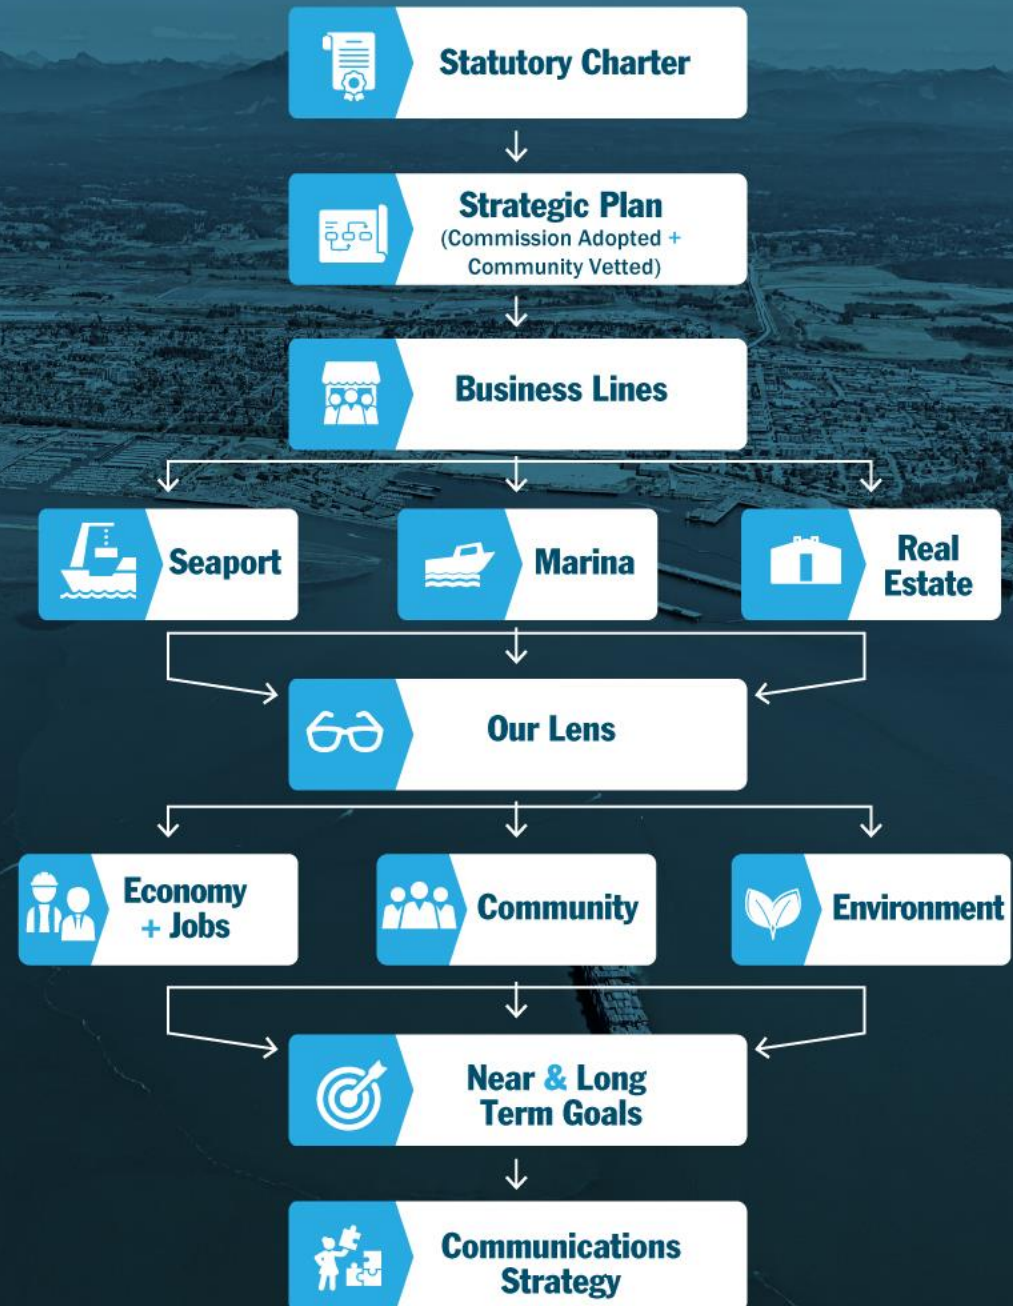 Statutory Charter
Strategic Plan
(Commission Adopted +
Community Vetted)
Business Lines
Seaport
Marina
Real
Estate
Our Lens
Economy
+ Jobs
Community
Environment
Near & Long
Term Goals
Communications
Strategy